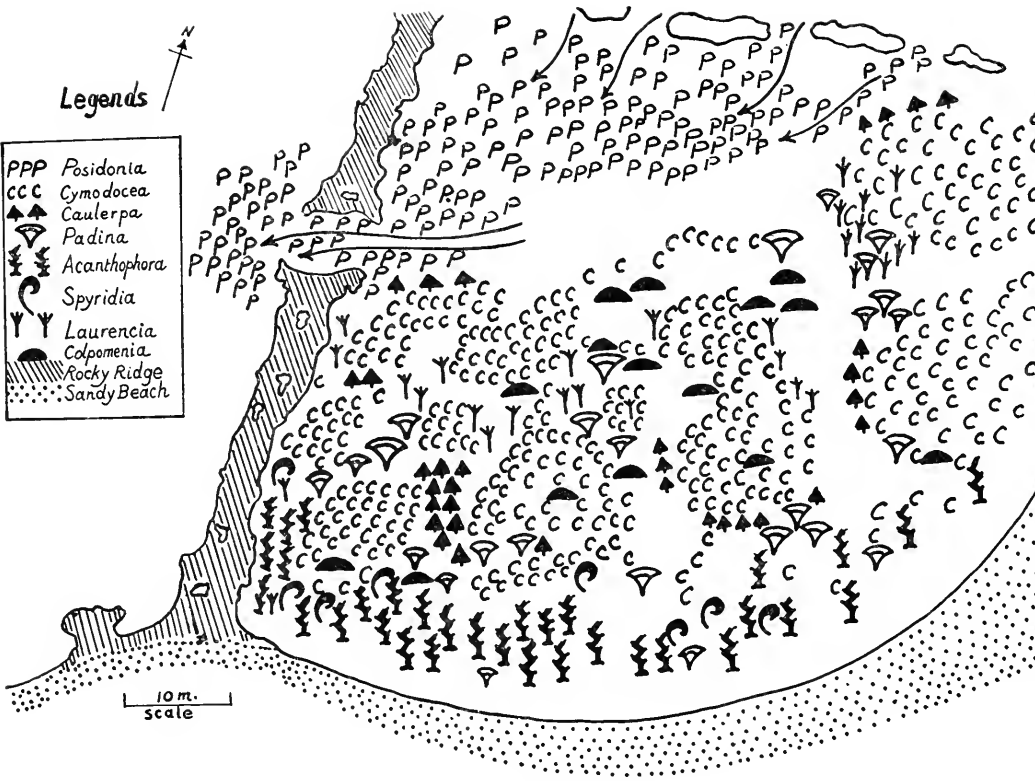 N
Legends
PPP Posidonia
CCC Cymodocea
Caulerpa
Padina
Acanthophora
Spyridia
Laurencia
Colpomenia
Rocky Ridge
Sandy Beach
10 m.
scale